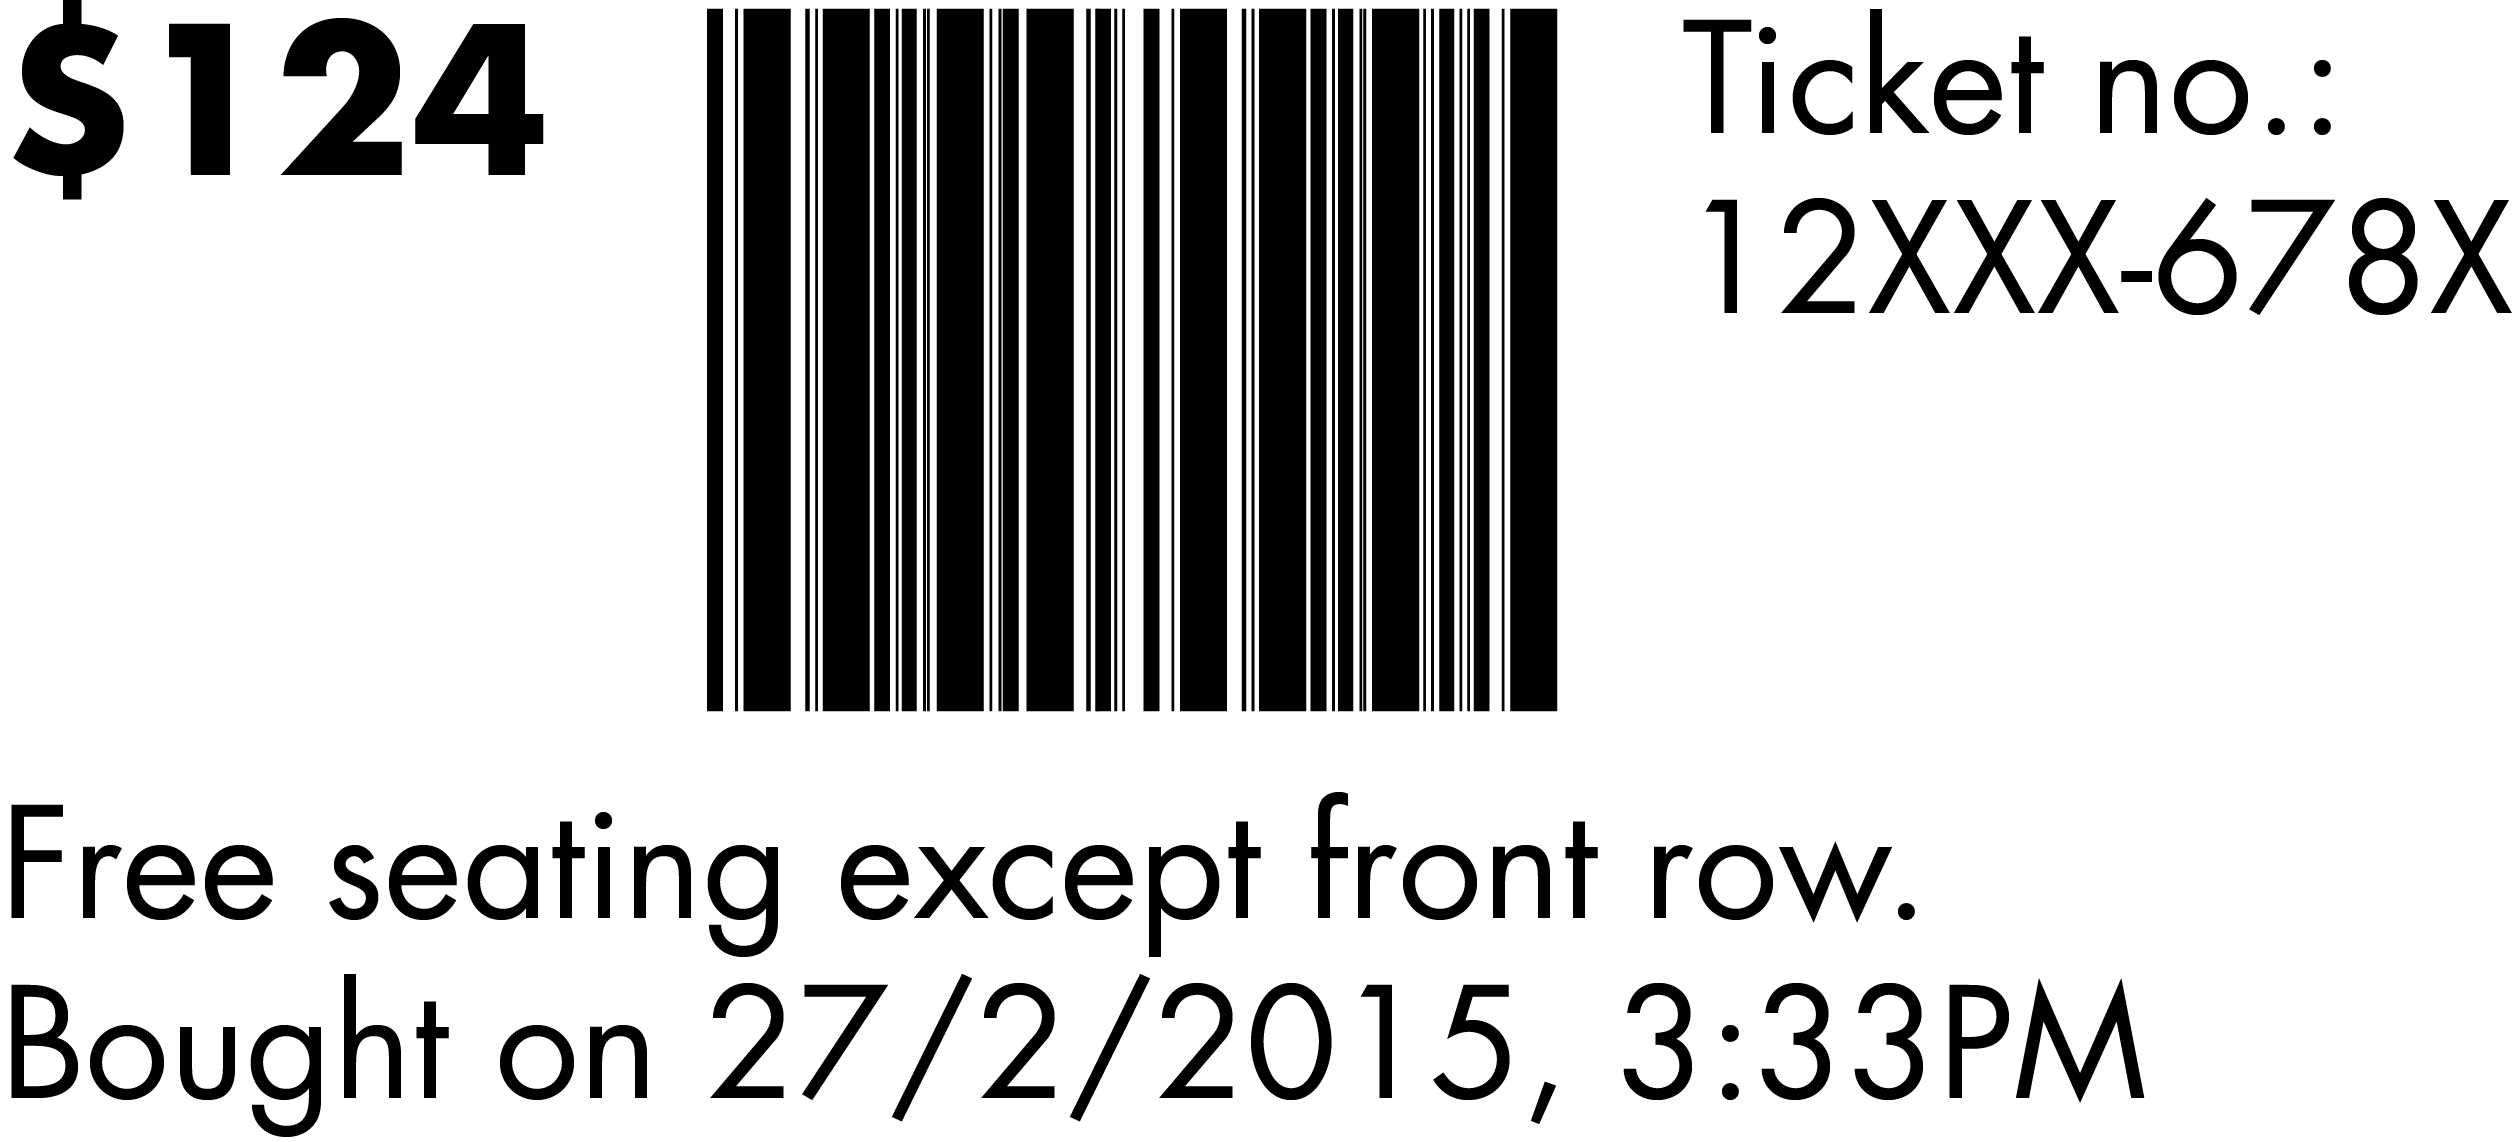 $124
Ticket no.:
12XXX-678X
Free seating except front row.
Bought on 27/2/2015, 3:33PM